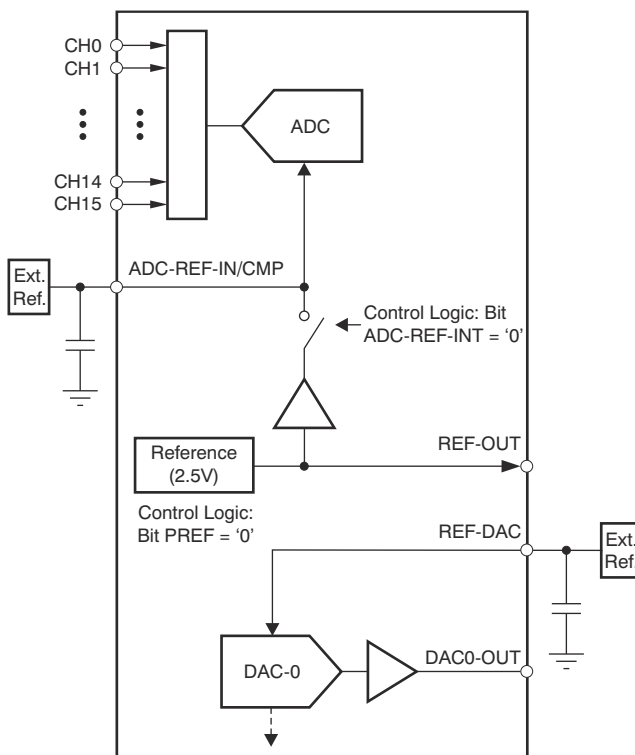 CH0
CH1
ADC
CH14
CH15
Ext.
Ref.
ADC-REF-IN/CMP
Control Logic: Bit
ADC-REF-INT = ‘0’
Reference
(2.5V)
REF-OUT
Control Logic:
Bit PREF = ‘0’
REF-DAC
Ext.
Ref.
DAC-0
DAC0-OUT